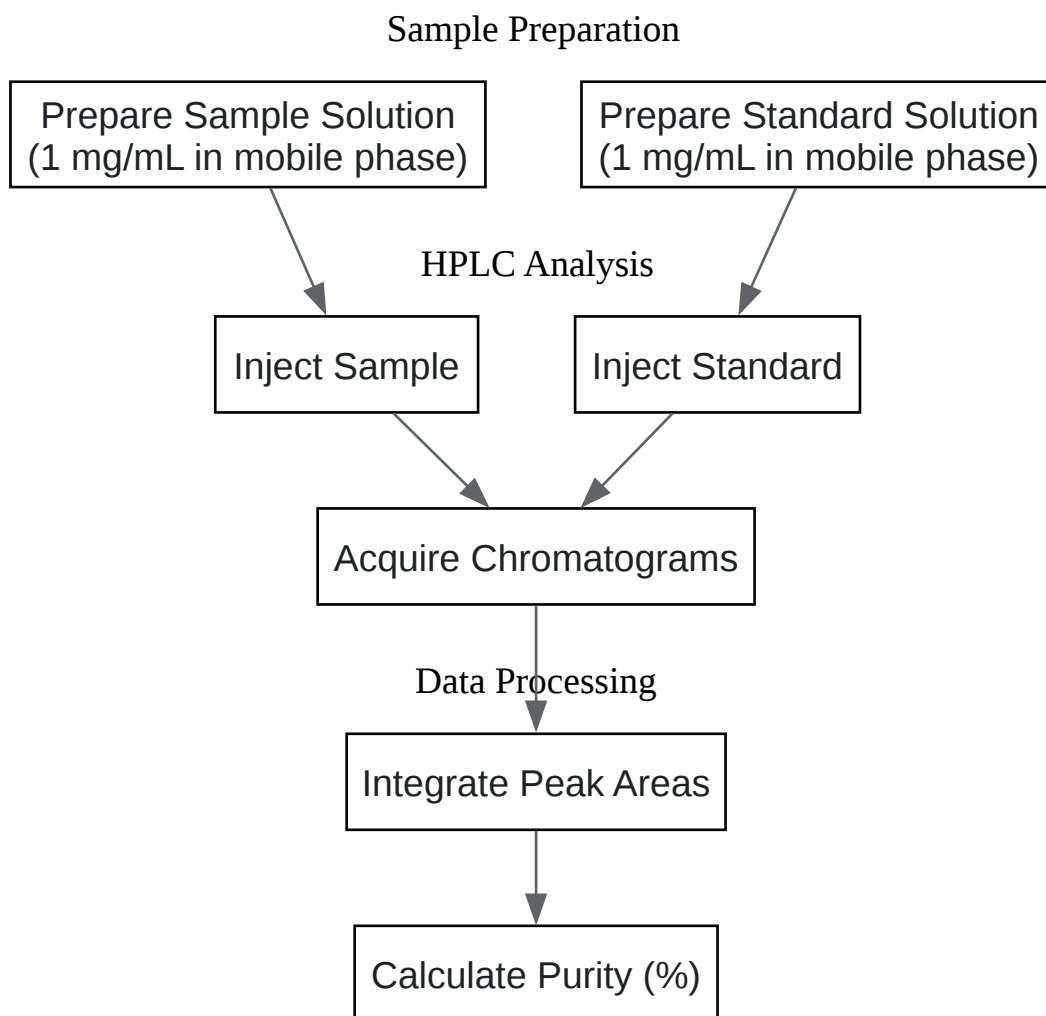 Sample Preparation
Prepare Sample Solution
(1 mg/mL in mobile phase)
Prepare Standard Solution
(1 mg/mL in mobile phase)
HPLC Analysis
Inject Sample
Inject Standard
Acquire Chromatograms
Data Processing
Integrate Peak Areas
Calculate Purity (%)